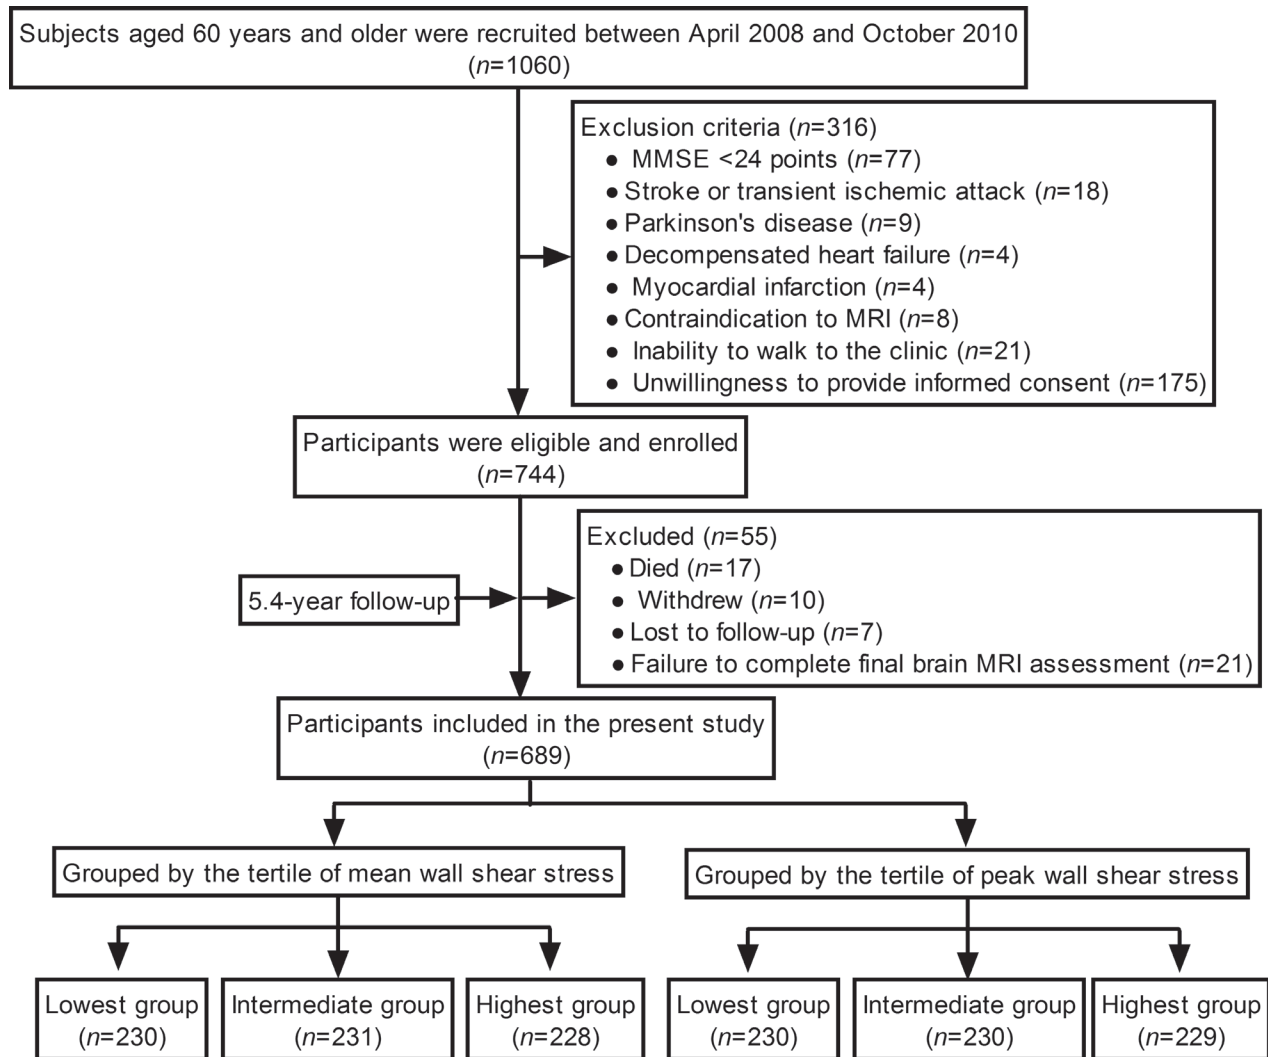 Subjects aged 60 years and older were recruited between April 2008 and October 2010
(n=1060)
Exclusion criteria (n=316)
● MMSE <24 points (n=77)
● Stroke or transient ischemic attack (n=18)
● Parkinson's disease (n=9)
● Decompensated heart failure (n=4)
● Myocardial infarction (n=4)
● Contraindication to MRI (n=8)
● Inability to walk to the clinic (n=21)
● Unwillingness to provide informed consent (n=175)
Participants were eligible and enrolled
(n=744)
5.4-year follow-up
Excluded (n=55)
● Died (n=17)
● Withdrew (n=10)
● Lost to follow-up (n=7)
● Failure to complete final brain MRI assessment (n=21)
Participants included in the present study
(n=689)
Grouped by the tertile of mean wall shear stress
Grouped by the tertile of peak wall shear stress
Lowest group
(n=230)
Intermediate group
(n=231)
Highest group
(n=228)
Lowest group
(n=230)
Intermediate group
(n=230)
Highest group
(n=229)